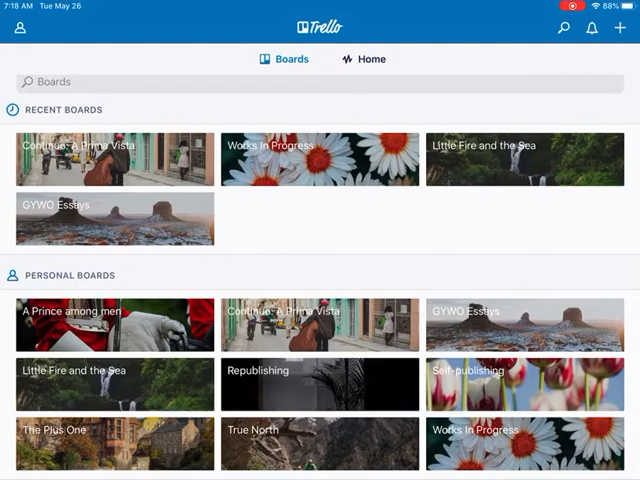 7:18 AM Tue May 26 88%
Trello
Boards Home
Boards
RECENT BOARDS
Continuo: A Prima Vista Works In Progress Little Fire and the Sea
GYWO Essays
PERSONAL BOARDS
A Prince among men Continuo: A Prima Vista GYWO Essays
Little Fire and the Sea Republishing Self-publishing
The Plus One True North Works In Progress